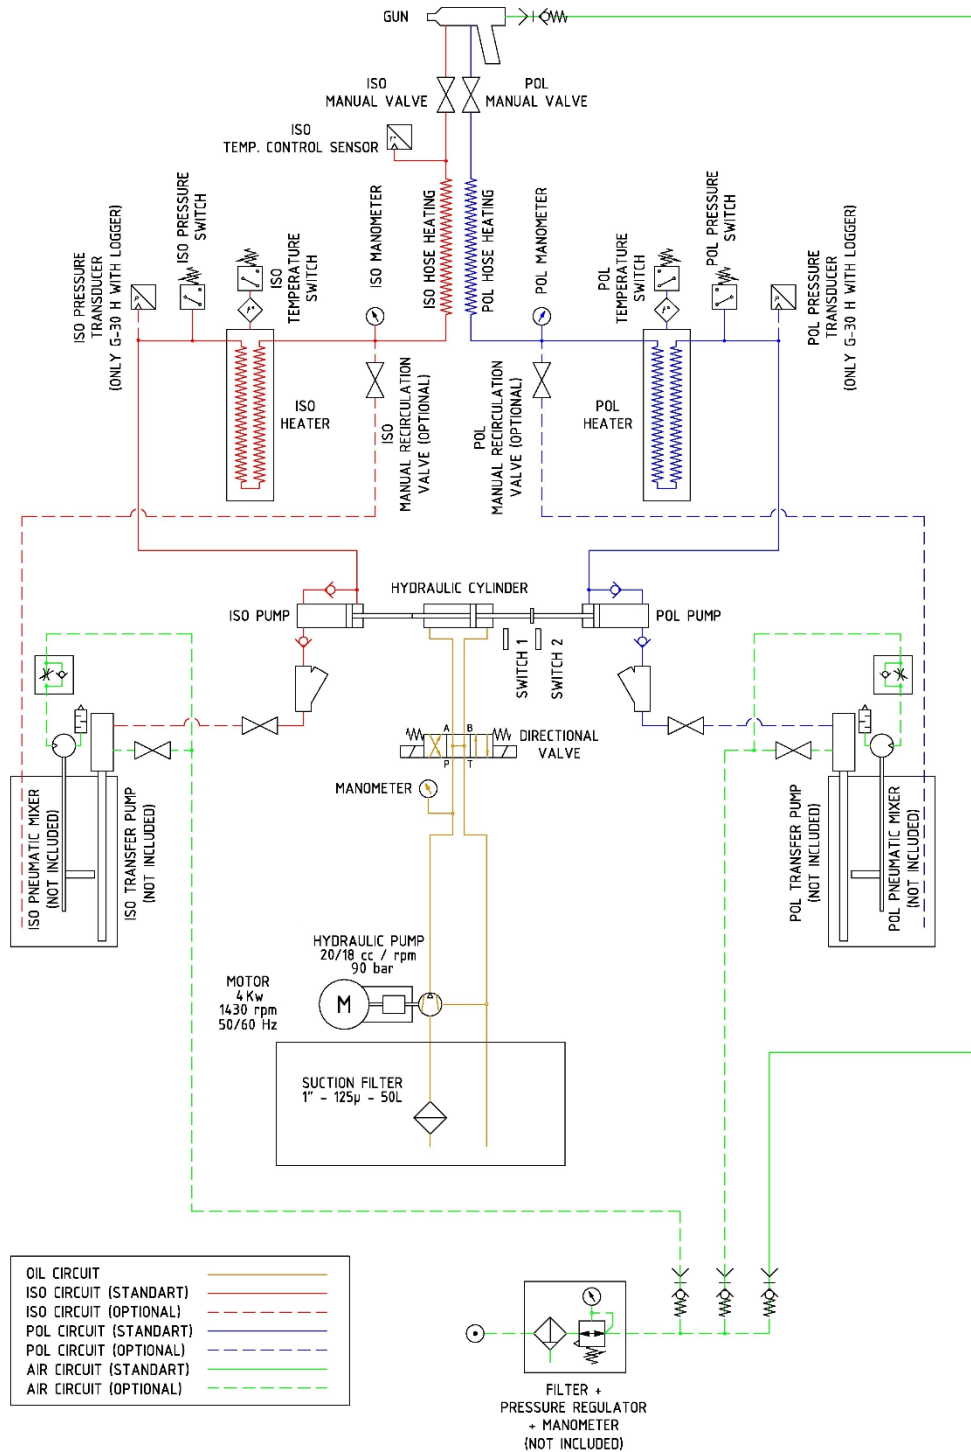 GUN
ISO
MANUAL VALVE
POL
MANUAL VALVE
ISO
TEMP. CONTROL SENSOR
T°
ISO PRESSURE
TRANSDUCER
(ONLY G-30 H WITH LOGGER)
P
ISO PRESSURE
SWITCH
ISO
TEMPERATURE
SWITCH
T°
ISO MANOMETER
ISO HOSE HEATING
POL HOSE HEATING
POL MANOMETER
POL
TEMPERATURE
SWITCH
T°
POL PRESSURE
SWITCH
POL PRESSURE
TRANSDUCER
(ONLY G-30 H WITH LOGGER)
P
ISO
HEATER
ISO
MANUAL RECIRCULATION
VALVE (OPTIONAL)
POL
MANUAL RECIRCULATION
VALVE (OPTIONAL)
POL
HEATER
HYDRAULIC CYLINDER
ISO PUMP
POL PUMP
SWITCH 1
SWITCH 2
A B
P T
DIRECTIONAL
VALVE
MANOMETER
ISO PNEUMATIC MIXER
(NOT INCLUDED)
ISO TRANSFER PUMP
(NOT INCLUDED)
POL TRANSFER PUMP
(NOT INCLUDED)
POL PNEUMATIC MIXER
(NOT INCLUDED)
HYDRAULIC PUMP
20/18 cc / rpm
90 bar
MOTOR
4Kw
1430 rpm
50/60 Hz
M
SUCTION FILTER
1" - 125µ - 50L
OIL CIRCUIT
ISO CIRCUIT (STANDART)
ISO CIRCUIT (OPTIONAL)
POL CIRCUIT (STANDART)
POL CIRCUIT (OPTIONAL)
AIR CIRCUIT (STANDART)
AIR CIRCUIT (OPTIONAL)
FILTER +
PRESSURE REGULATOR
+ MANOMETER
(NOT INCLUDED)